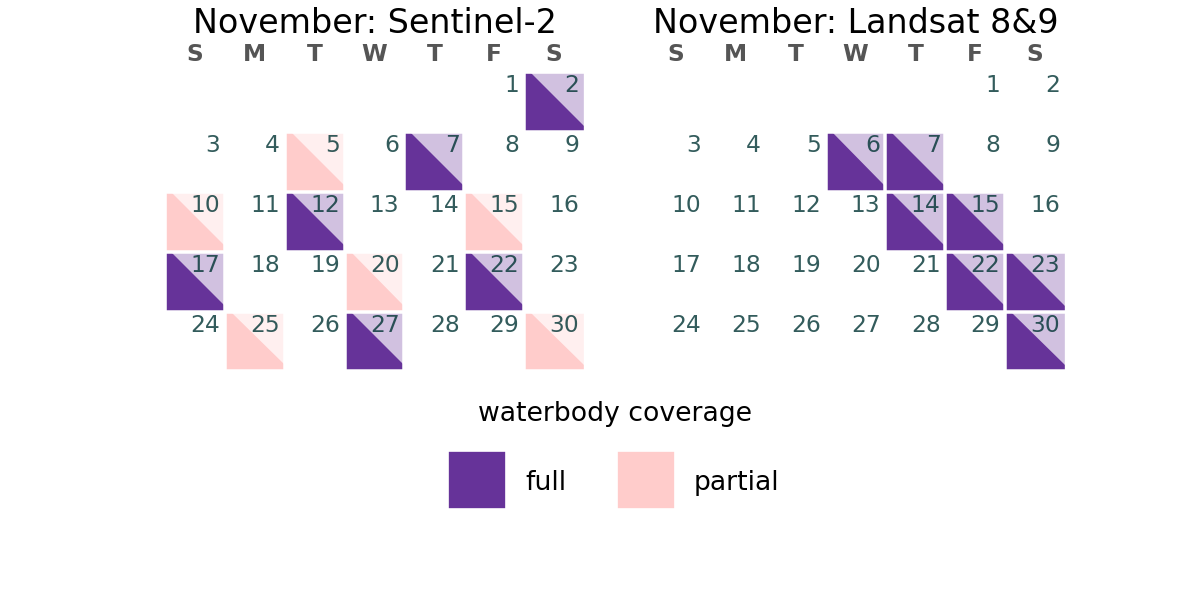 November: Sentinel-2
S M T W T F S
1 2
3 4 5 6 7 8 9
10 11 12 13 14 15 16
17 18 19 20 21 22 23
24 25 26 27 28 29 30
November: Landsat 8&9
S M T W T F S
1 2
3 4 5 6 7 8 9
10 11 12 13 14 15 16
17 18 19 20 21 22 23
24 25 26 27 28 29 30
waterbody coverage
full partial